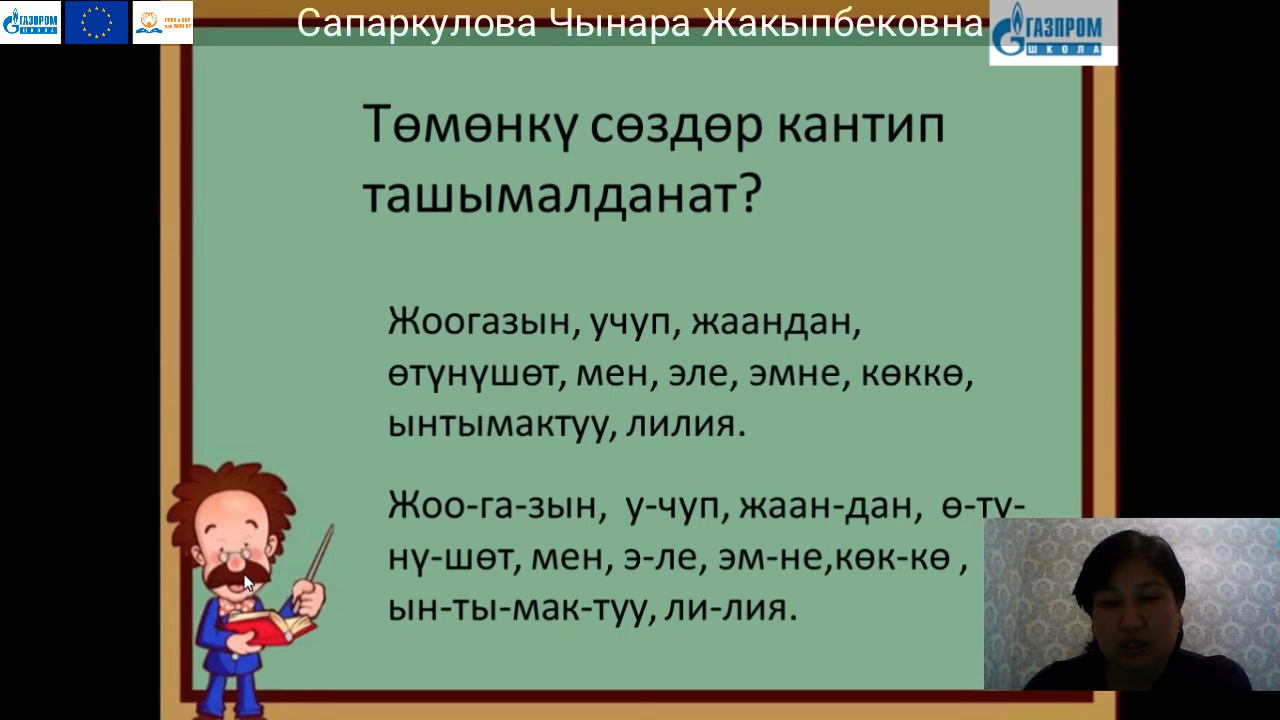 Сапаркулова Чынара Жакыпбековна
ГАЗПРОМ
ШКОЛА
ГАЗПРОМ
ШКОЛА
Төмөнкү сөздөр кантип
ташымалданат?
Жоогазын, учуп, жаандан,
өтүнүшөт, мен, эле, эмне, көккө,
ынтымактуу, лилия.
Жоо-га-зын, у-чуп, жаан-дан, ө-тү-
нү-шөт, мен, э-ле, эм-не,көк-кө ,
ын-ты-мак-туу, ли-лия.